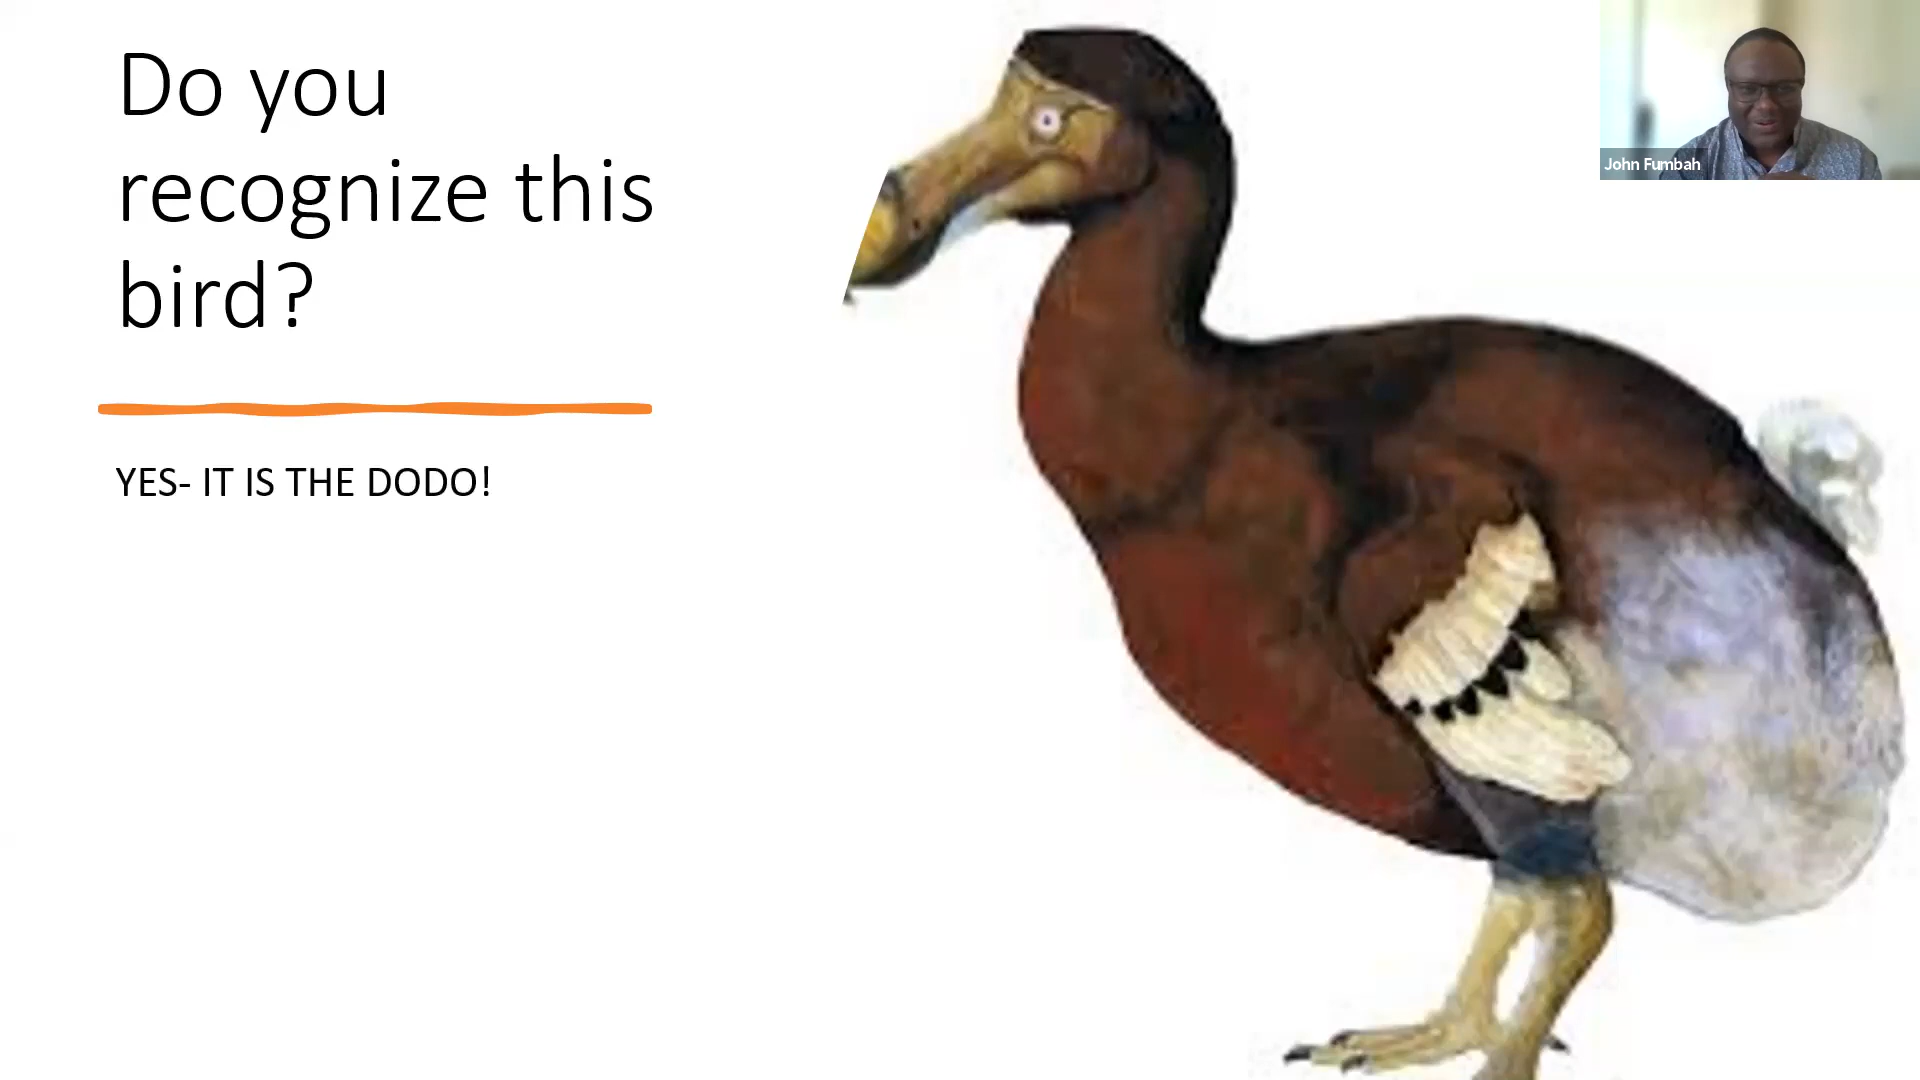 Do you
recognize this
bird?
YES- IT IS THE DODO!
John Fumbah